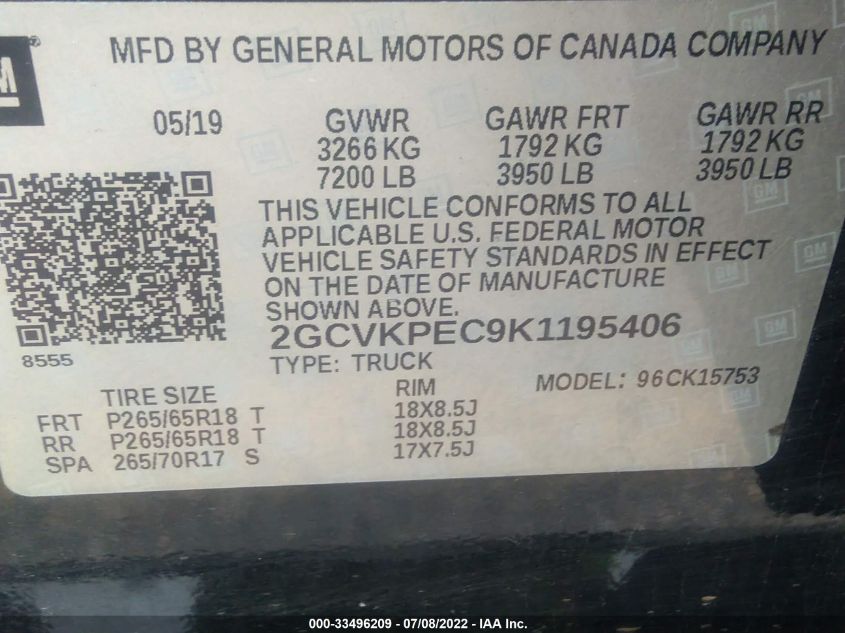 GM
MFD BY GENERAL MOTORS OF CANADA COMPANY
05/19 GVWR GAWR FRT GAWR RR
3266 KG 1792 KG 1792 KG
7200 LB 3950 LB 3950 LB
THIS VEHICLE CONFORMS TO ALL
APPLICABLE U.S. FEDERAL MOTOR
VEHICLE SAFETY STANDARDS IN EFFECT
ON THE DATE OF MANUFACTURE
SHOWN ABOVE.
2GCVKPEC9K1195406
8555
TYPE: TRUCK
MODEL: 96CK15753
TIRE SIZE RIM
FRT P265/65R18 T 18X8.5J
RR P265/65R18 T 18X8.5J
SPA 265/70R17 S 17X7.5J
000-33496209 - 07/08/2022 - IAA Inc.